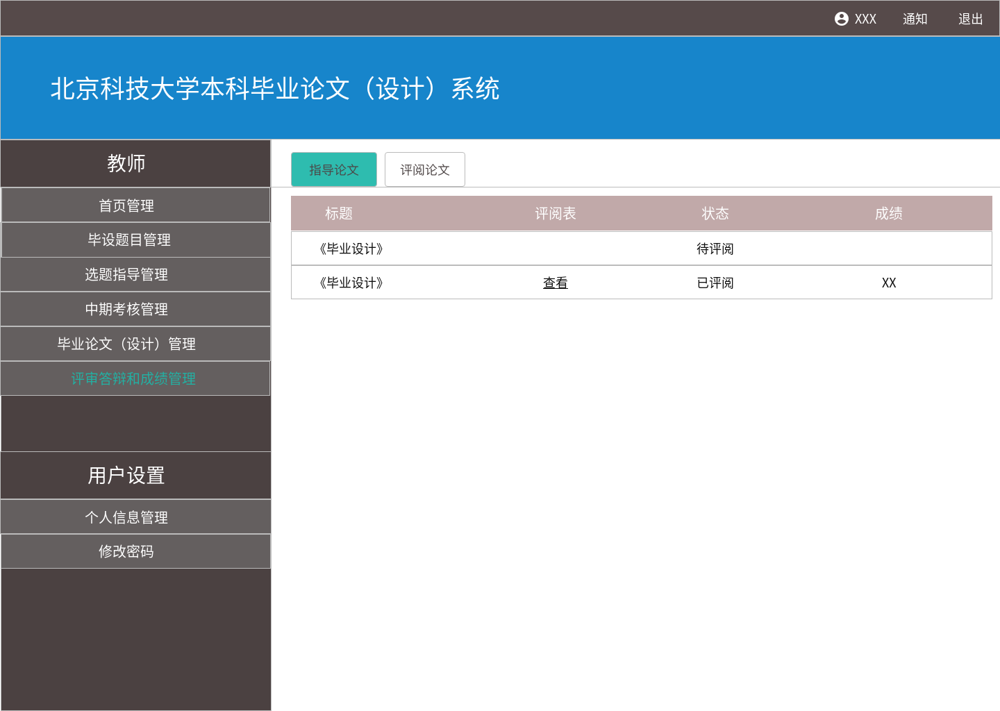 XXX 通知 退出
北京科技大学本科毕业论文（设计）系统
教师
首页管理
毕设题目管理
选题指导管理
中期考核管理
毕业论文（设计）管理
评审答辩和成绩管理
用户设置
个人信息管理
修改密码
指导论文 评阅论文
标题 评阅表 状态 成绩
《毕业设计》 待评阅
《毕业设计》 查看 已评阅 XX